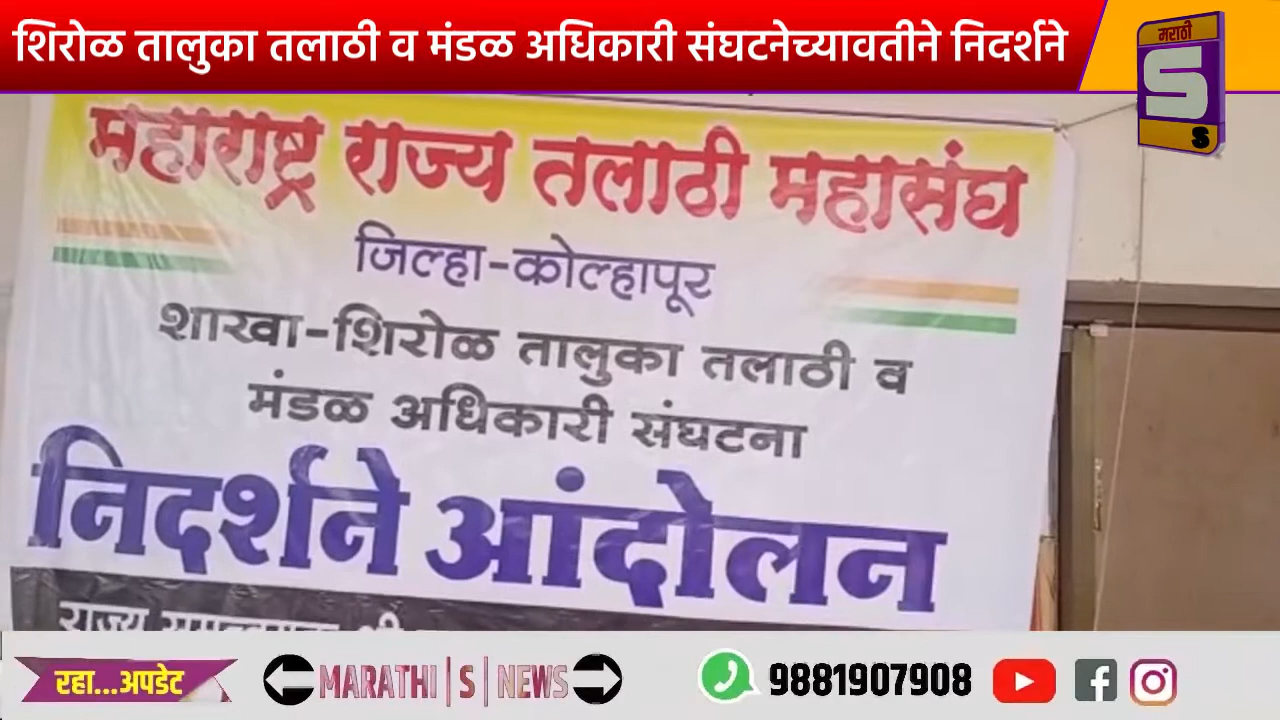 शिरोळ तालुका तलाठी व मंडळ अधिकारी संघटनेच्यावतीने निदर्शने
मराठी
S
S
महाराष्ट्र राज्य तलाठी महासंघ
जिल्हा-कोल्हापूर
शाखा-शिरोळ तालुका तलाठी व
मंडळ अधिकारी संघटना
निदर्शने आंदोलन
राज्य
रहा...अपडेट
MARATHI | S | NEWS
9881907908